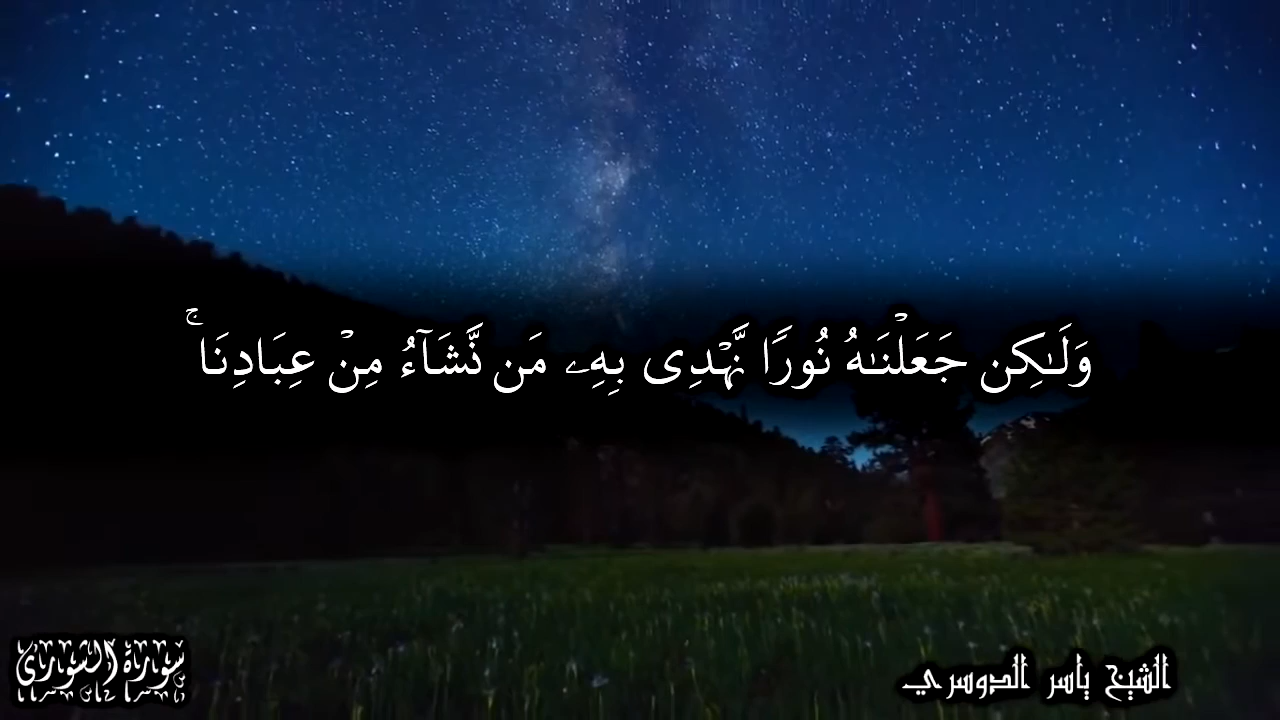 وَلَـٰكِن جَعَلْنَـٰهُ نُورًا نَّهْدِى بِهِۦ مَن نَّشَآءُ مِنْ عِبَادِنَا ۚ
سورة الشورى
الشيخ ياسر الدوسري